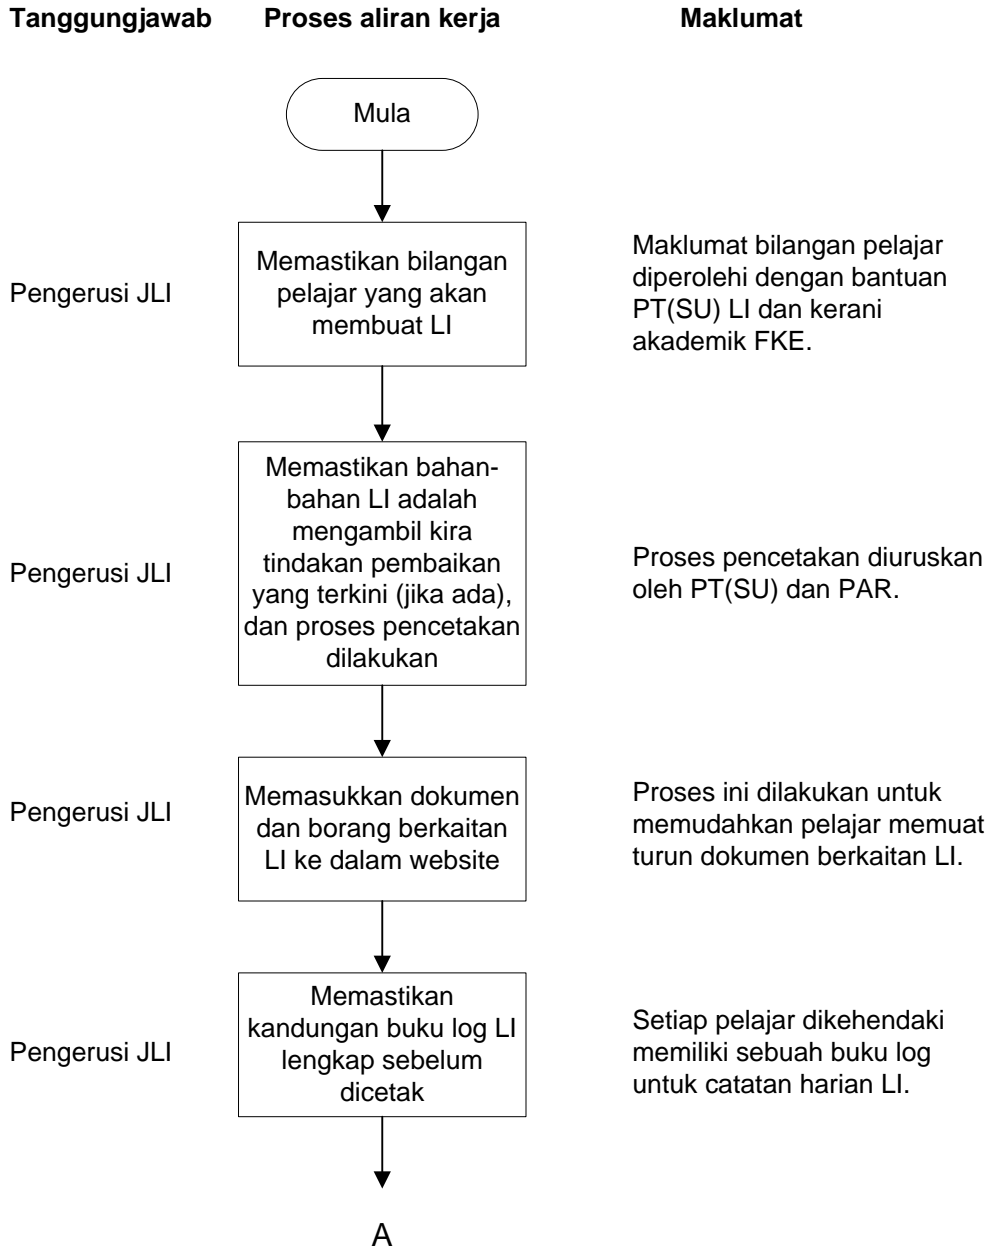 Tanggungjawab Proses aliran kerja Maklumat
Mula
Pengerusi JLI
Memastikan bilangan
pelajar yang akan
membuat LI
Maklumat bilangan pelajar
diperolehi dengan bantuan
PT(SU) LI dan kerani
akademik FKE.
Pengerusi JLI
Memastikan bahan-
bahan LI adalah
mengambil kira
tindakan pembaikan
yang terkini (jika ada),
dan proses pencetakan
dilakukan
Proses pencetakan diuruskan
oleh PT(SU) dan PAR.
Pengerusi JLI
Memasukkan dokumen
dan borang berkaitan
LI ke dalam website
Proses ini dilakukan untuk
memudahkan pelajar memuat
turun dokumen berkaitan LI.
Pengerusi JLI
Memastikan
kandungan buku log LI
lengkap sebelum
dicetak
Setiap pelajar dikehendaki
memiliki sebuah buku log
untuk catatan harian LI.
A